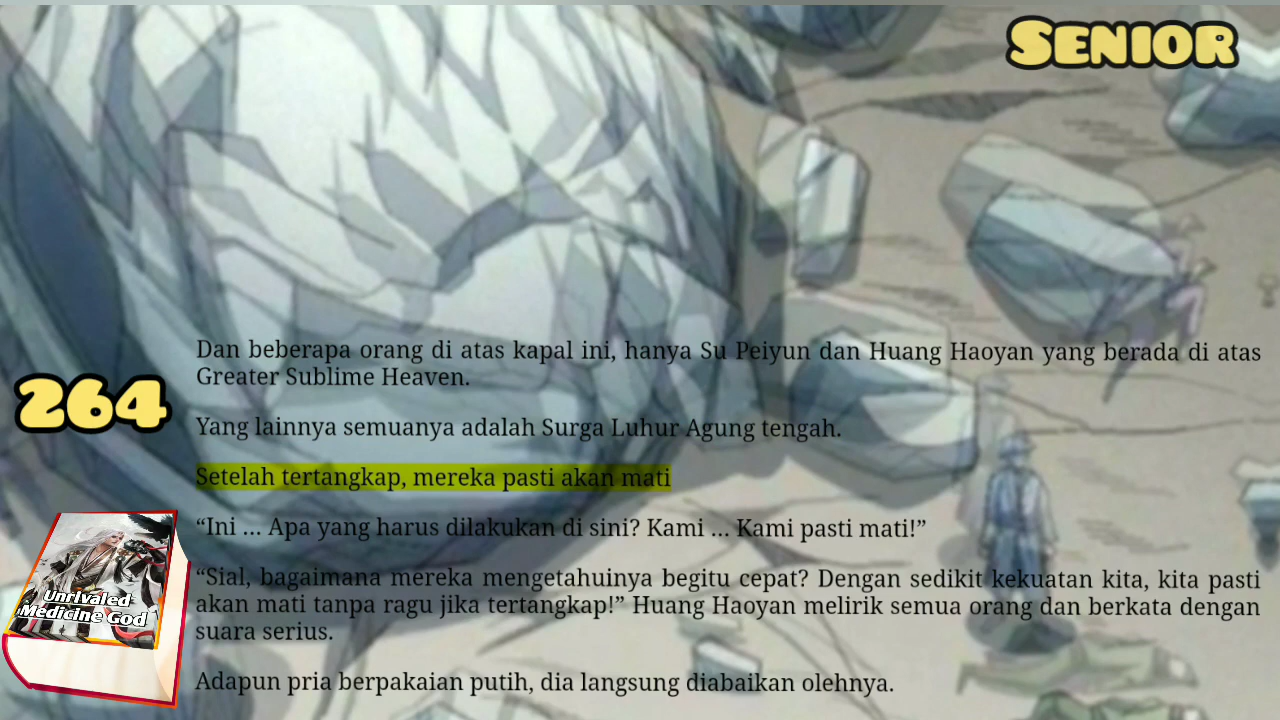 SENIOR
Dan beberapa orang di atas kapal ini, hanya Su Peiyun dan Huang Haoyan yang berada di atas
Greater Sublime Heaven.
264
Yang lainnya semuanya adalah Surga Luhur Agung tengah.
Setelah tertangkap, mereka pasti akan mati
“Ini … Apa yang harus dilakukan di sini? Kami … Kami pasti mati!”
“Sial, bagaimana mereka mengetahuinya begitu cepat? Dengan sedikit kekuatan kita, kita pasti
akan mati tanpa ragu jika tertangkap!” Huang Haoyan melirik semua orang dan berkata dengan
suara serius.
Adapun pria berpakaian putih, dia langsung diabaikan olehnya.
Unrivaled
Medicine God